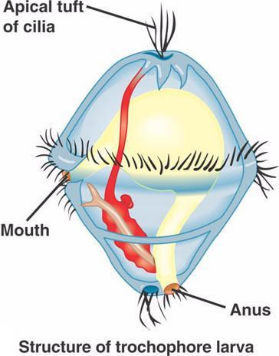 Apical tuft
of cilia
Mouth
Anus
Structure of trochophore larva